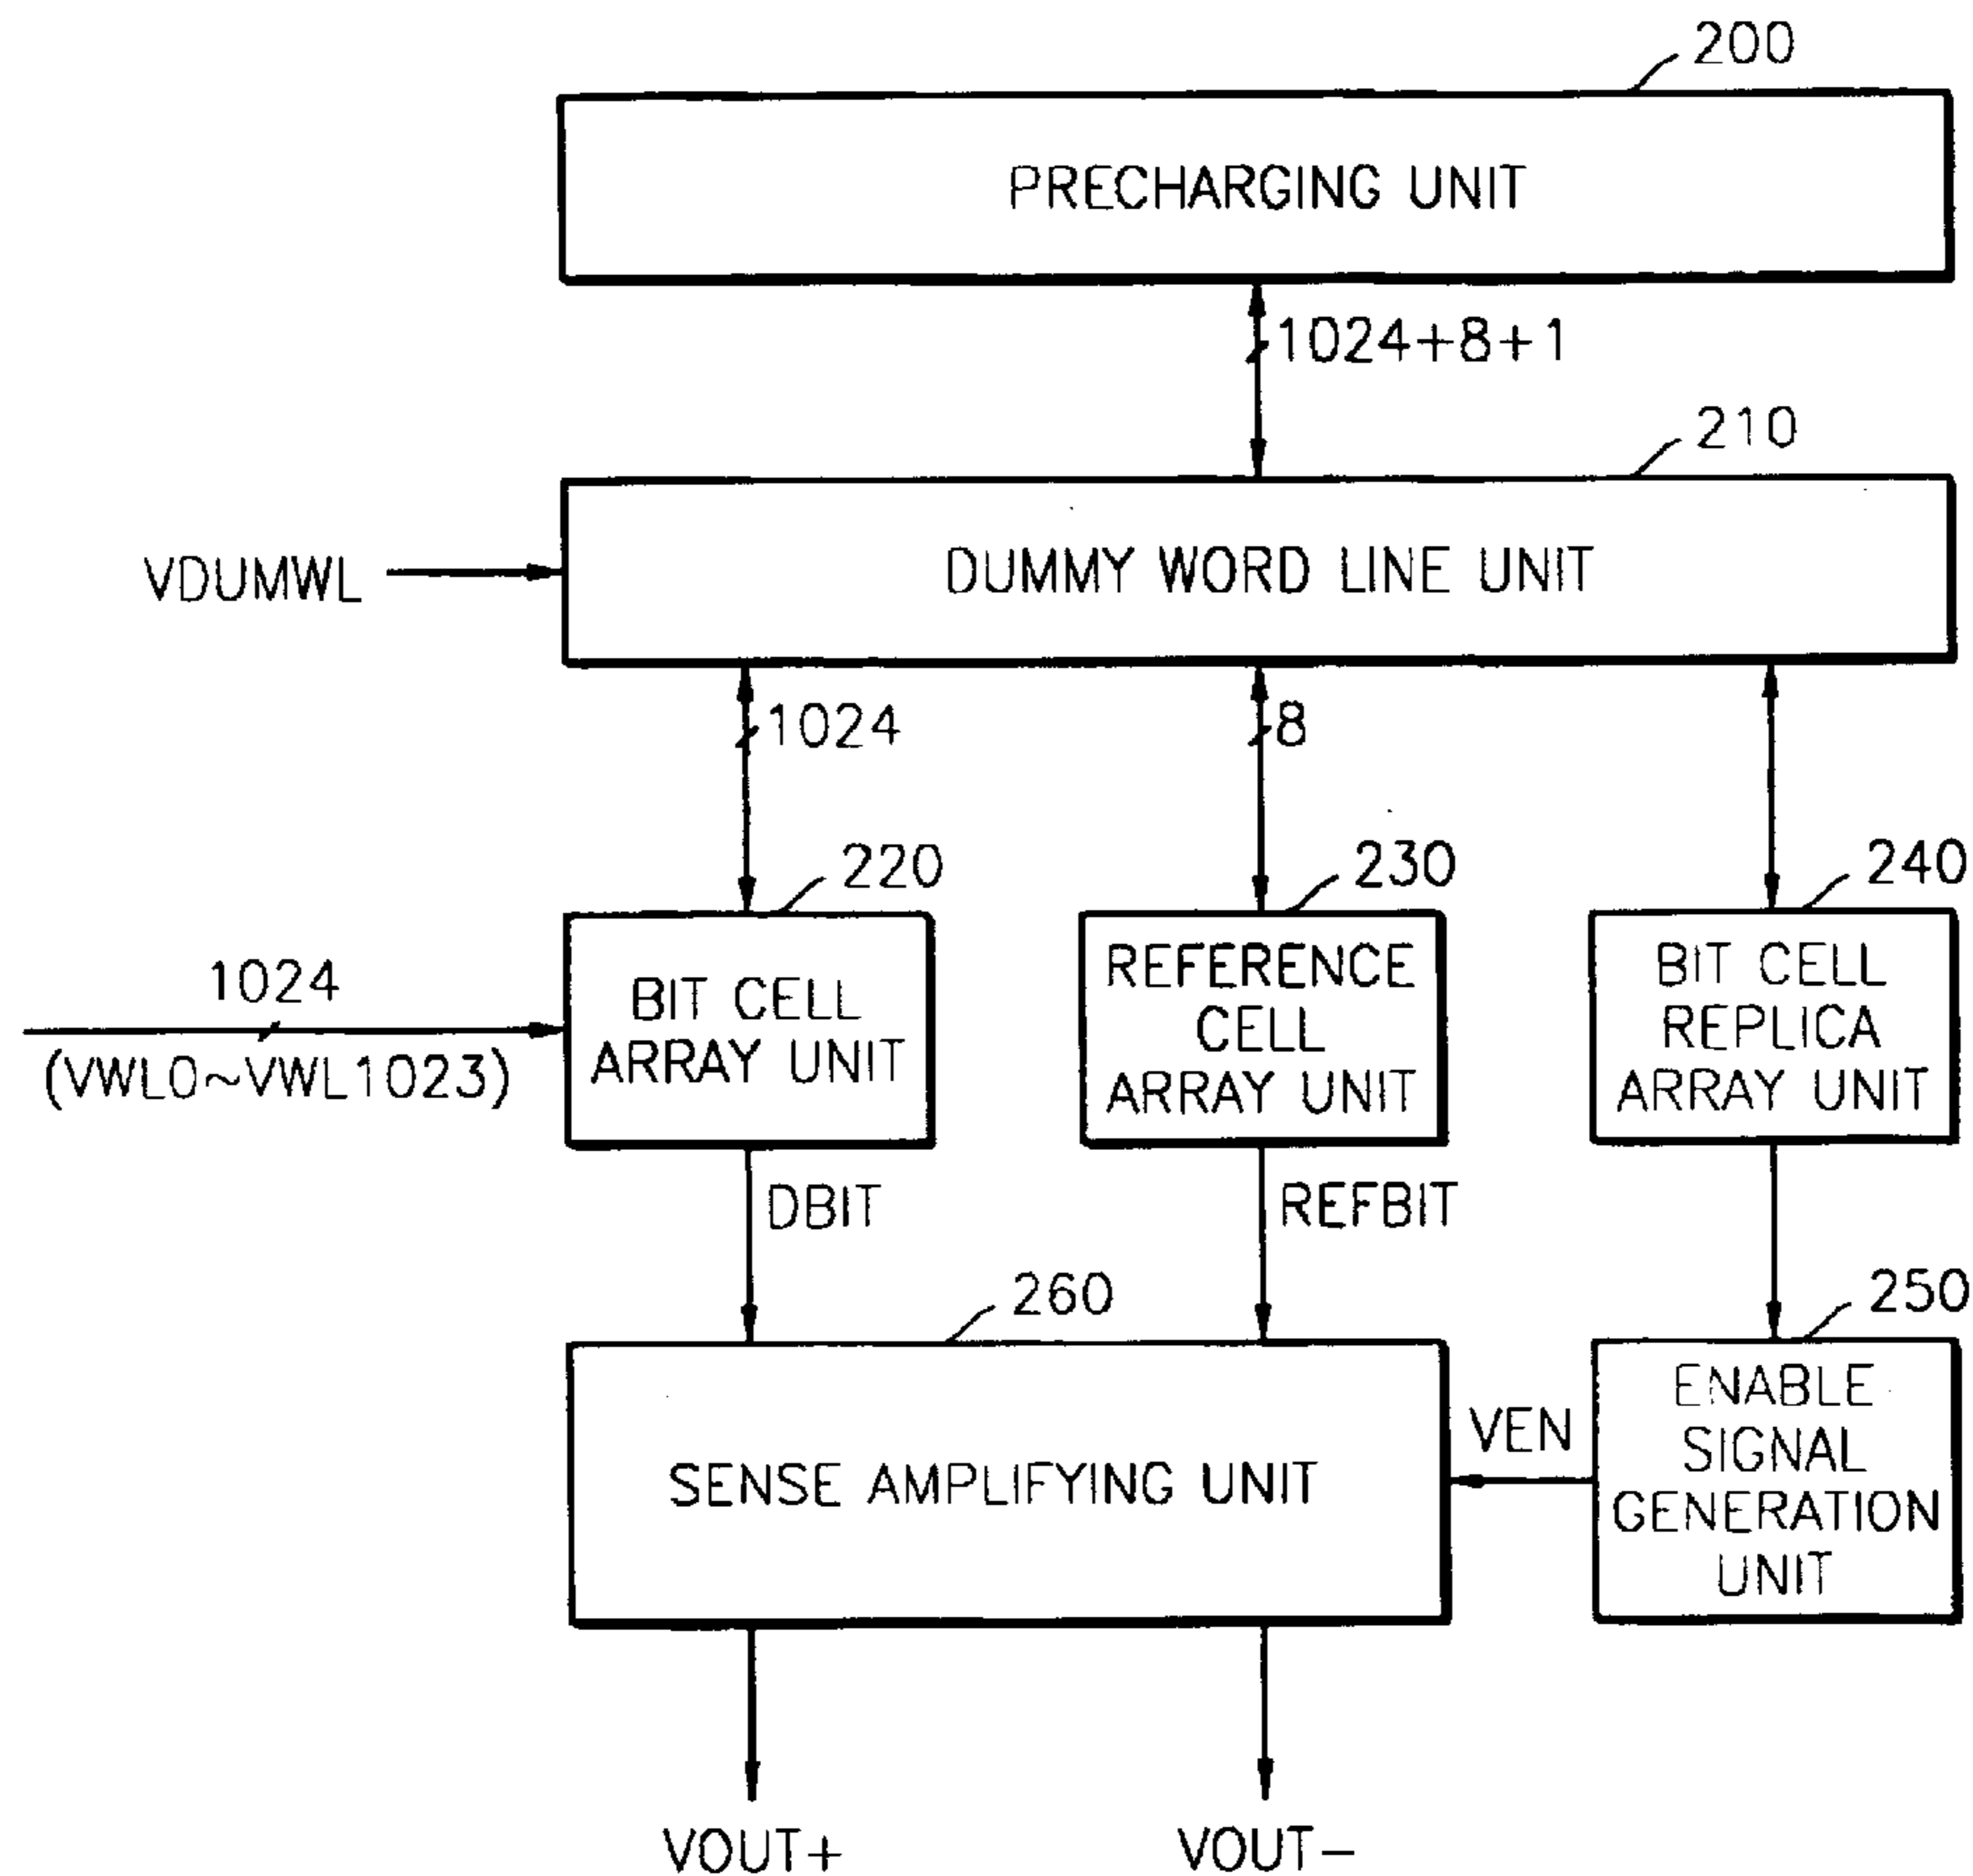 200
PRECHARGING UNIT
1024+8+1
210
VDUMWL
DUMMY WORD LINE UNIT
1024
8
220
230
240
1024
(VWL0~VWL1023)
BIT CELL
ARRAY UNIT
REFERENCE
CELL
ARRAY UNIT
BIT CELL
REPLICA
ARRAY UNIT
DBIT
REFBIT
260
250
SENSE AMPLIFYING UNIT
VEN
ENABLE
SIGNAL
GENERATION
UNIT
VOUT+
VOUT-